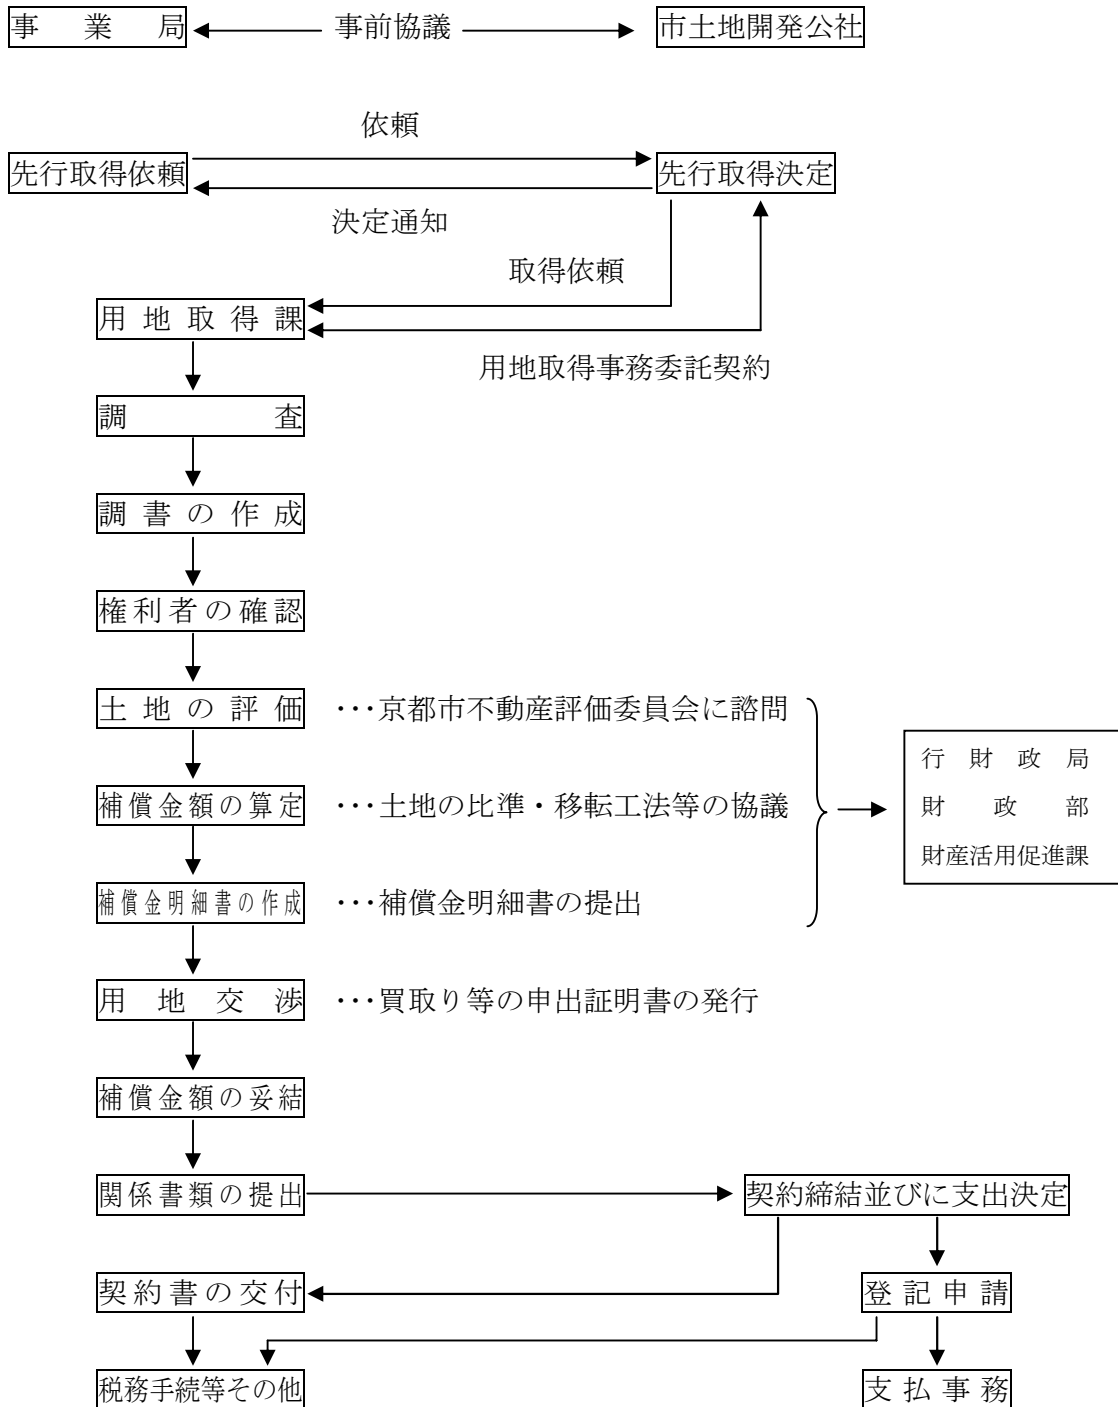 事業局 事前協議 市土地開発公社
依頼
先行取得依頼 先行取得決定
決定通知
取得依頼
用地取得課
用地取得事務委託契約
調査
調書の作成
権利者の確認
土地の評価 ・・・京都市不動産評価委員会に諮問
行財政局
補償金額の算定 ・・・土地の比準・移転工法等の協議 財政部
財産活用促進課
補償金明細書の作成 ・・・補償金明細書の提出
用地交渉 ・・・買取り等の申出証明書の発行
補償金額の妥結
関係書類の提出 契約締結並びに支出決定
契約書の交付 登記申請
税務手続等その他 支払事務